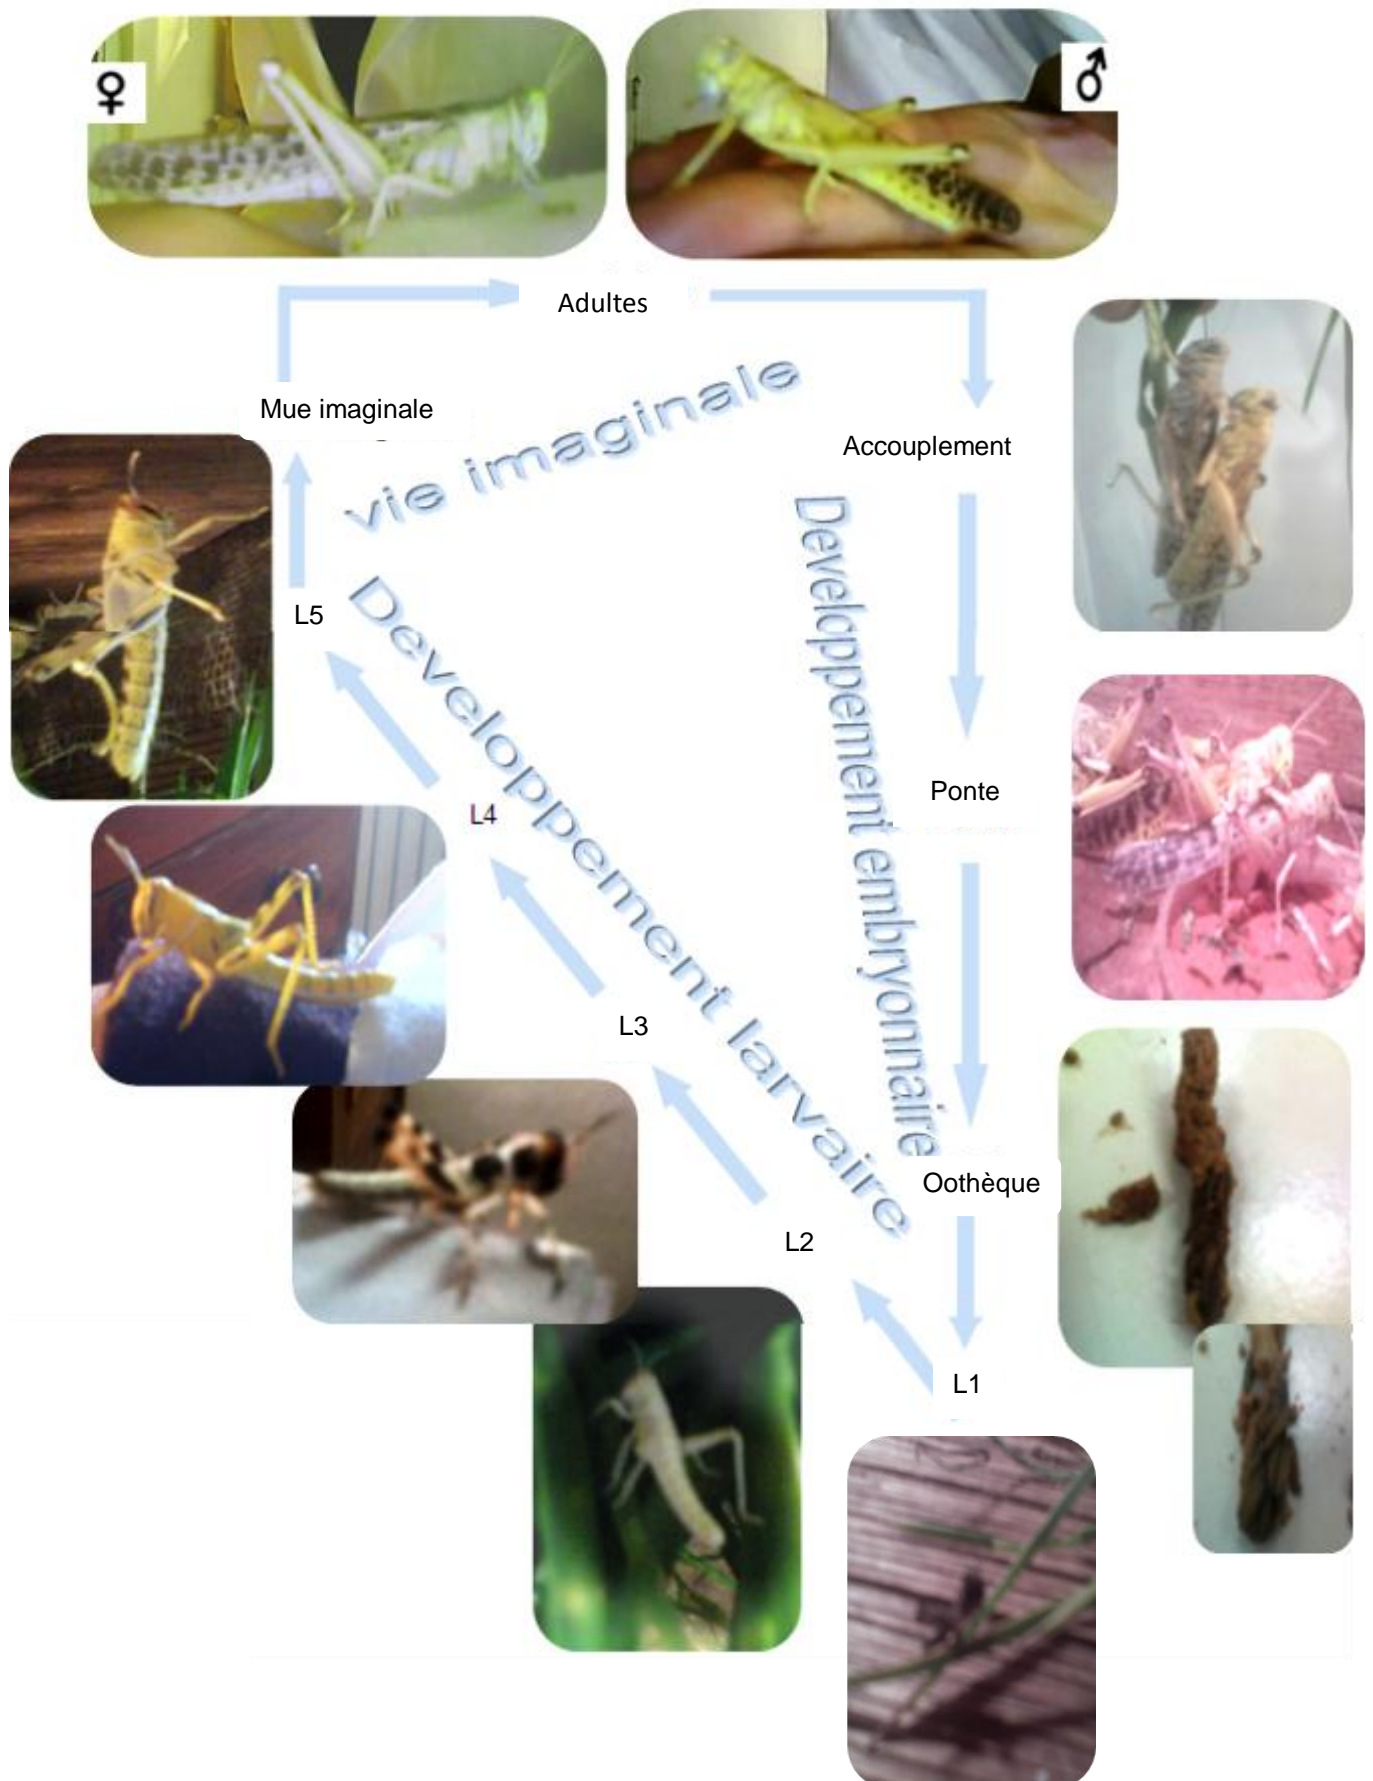 ♀
♂
Adultes
Mue imaginale
vie imaginale
Accouplement
Developpement embryonnaire
L5
Developpement larvaire
Ponte
L4
L3
Oothèque
L2
L1